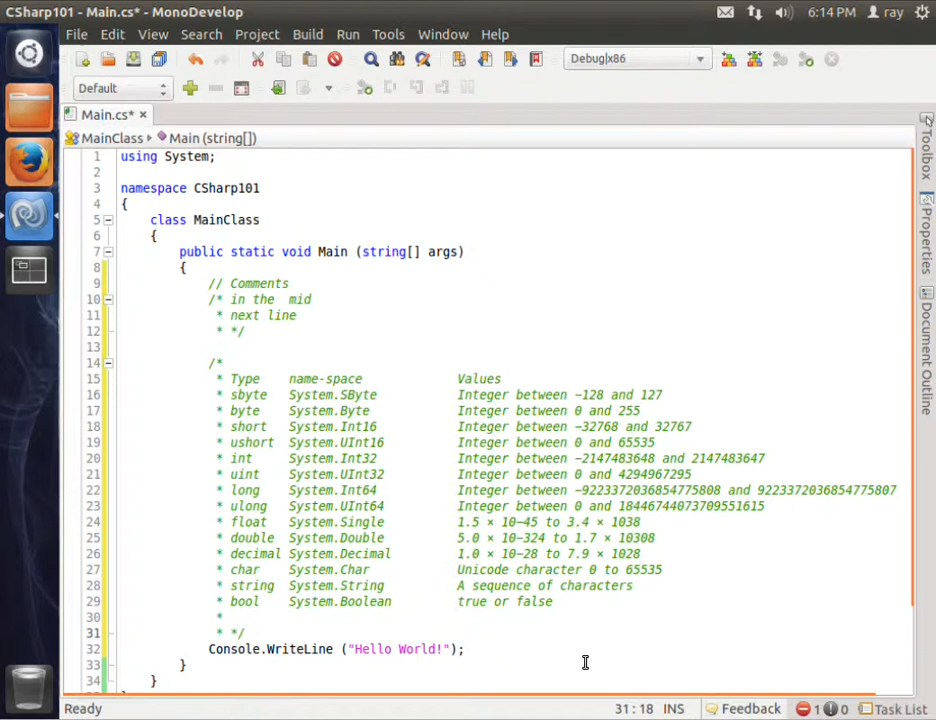 CSharp101 - Main.cs* - MonoDevelop
6:14 PM ray
File Edit View Search Project Build Run Tools Window Help
Debug|x86
Default
Main.cs* ×
MainClass Main (string[])
1 using System;
2
3 namespace CSharp101
4 {
5 class MainClass
6 {
7 public static void Main (string[] args)
8 {
9 // Comments
10 /* in the  mid
11 * next line
12 * */
13
14 /*
15 * Type name-space Values
16 * sbyte System.SByte Integer between −128 and 127
17 * byte System.Byte Integer between 0 and 255
18 * short System.Int16 Integer between −32768 and 32767
19 * ushort System.UInt16 Integer between 0 and 65535
20 * int System.Int32 Integer between −2147483648 and 2147483647
21 * uint System.UInt32 Integer between 0 and 4294967295
22 * long System.Int64 Integer between −9223372036854775808 and 9223372036854775807
23 * ulong System.UInt64 Integer between 0 and 18446744073709551615
24 * float System.Single 1.5 × 10−45 to 3.4 × 1038
25 * double System.Double 5.0 × 10−324 to 1.7 × 10308
26 * decimal System.Decimal 1.0 × 10−28 to 7.9 × 1028
27 * char System.Char Unicode character 0 to 65535
28 * string System.String A sequence of characters
29 * bool System.Boolean true or false
30 *
31 * */
32 Console.WriteLine ("Hello World!");
33 }
34 }
Toolbox
Properties
Document Outline
Ready 31 : 18 INS Feedback 1 0 Task List